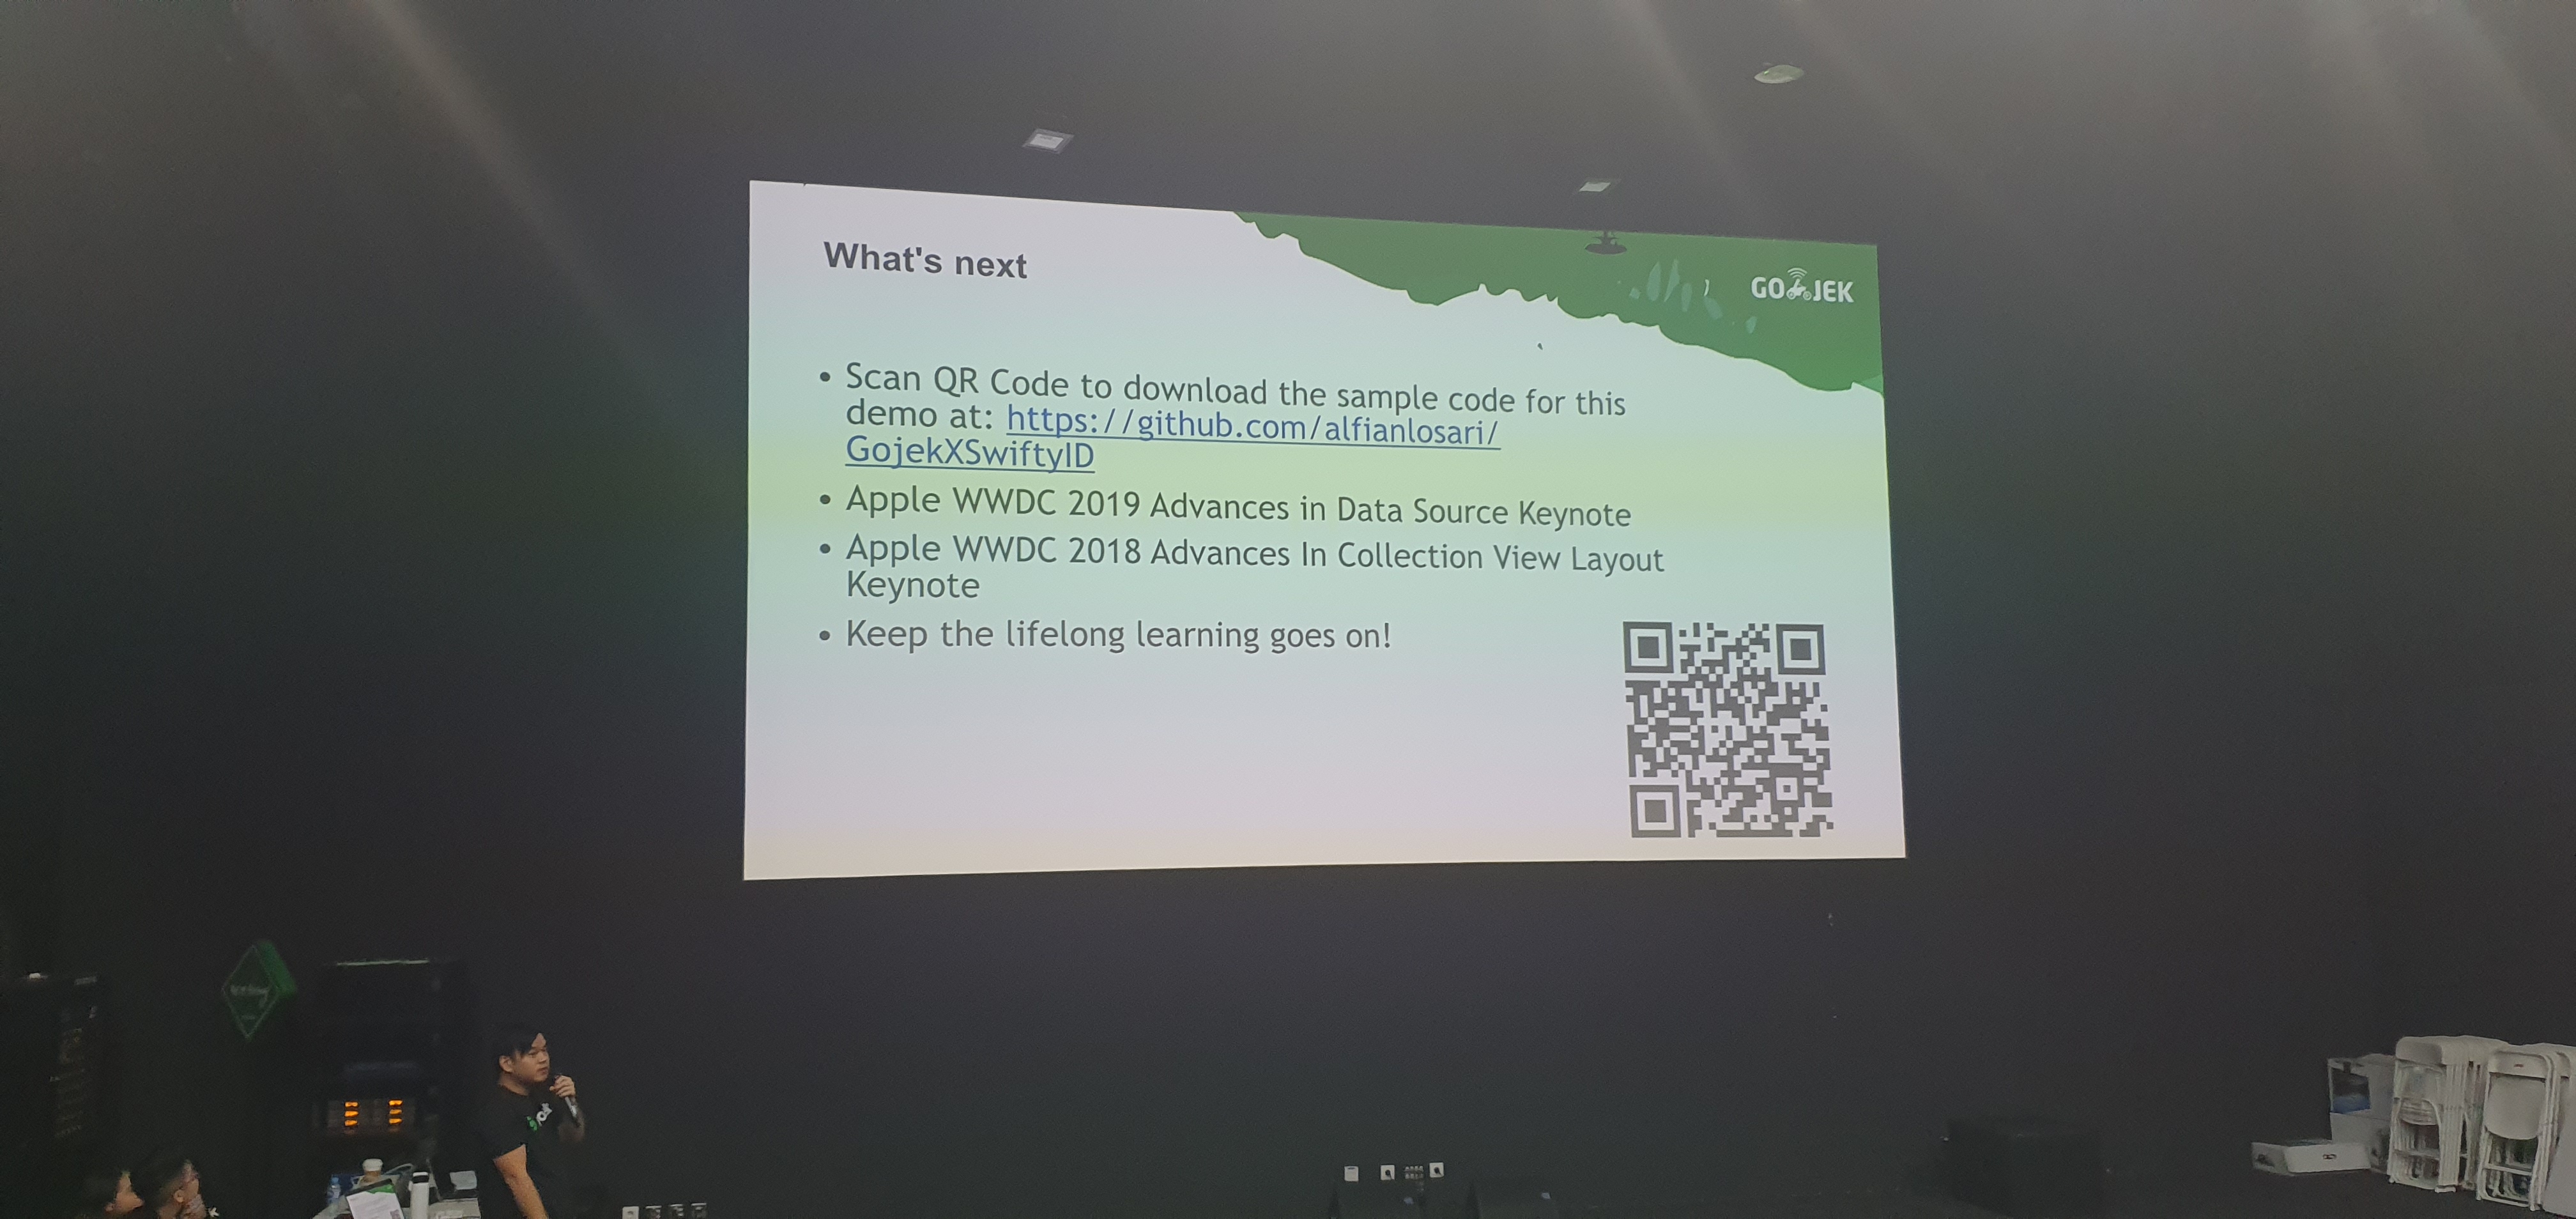 What's next
GO JEK
• Scan QR Code to download the sample code for this
demo at: https://github.com/alfianlosari/
GojekXSwiftyID
• Apple WWDC 2019 Advances in Data Source Keynote
• Apple WWDC 2018 Advances In Collection View Layout
Keynote
• Keep the lifelong learning goes on!